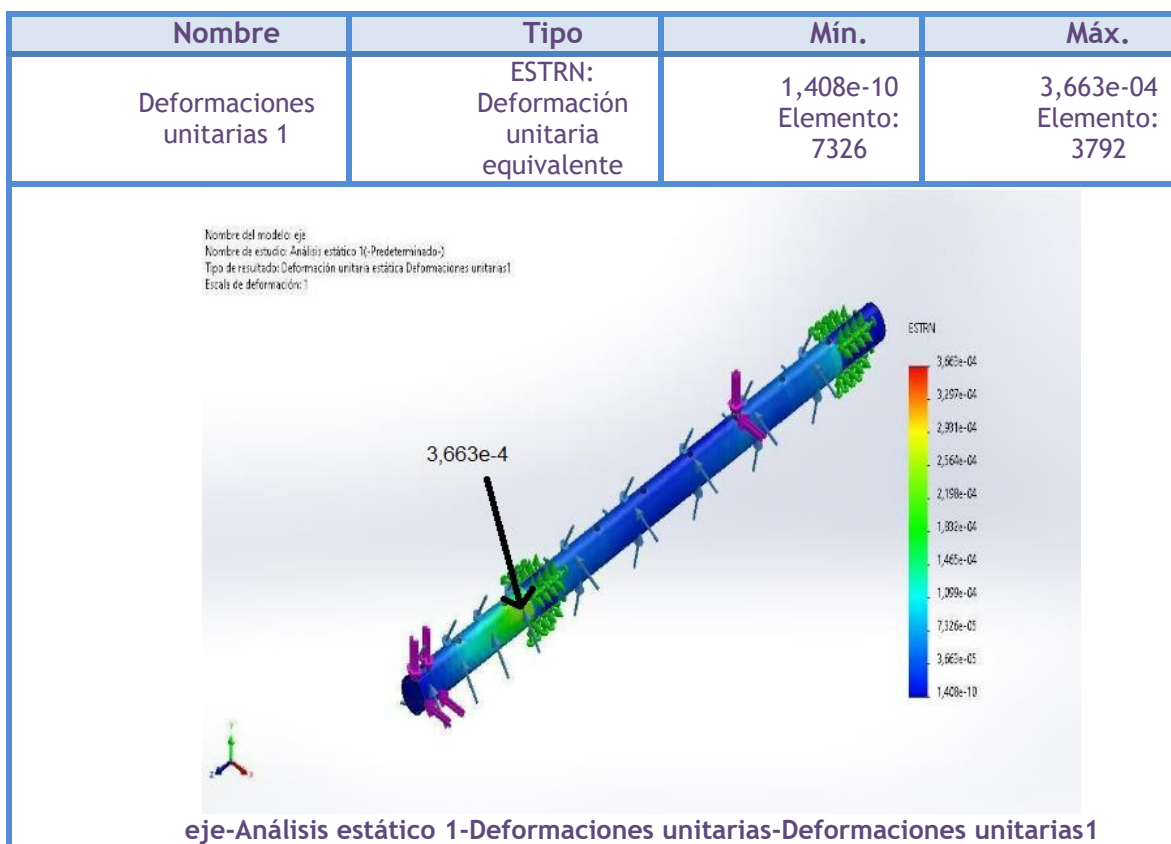 Nombre
Tipo
Mín.
Máx.
Deformaciones
unitarias 1
ESTRN:
Deformación
unitaria
equivalente
1,408e-10
Elemento:
7326
3,663e-04
Elemento:
3792
Nombre del modelo: eje
Nombre de estudio: Análisis estático 1(-Predeterminado-)
Tipo de resultado: Deformación unitaria estática Deformaciones unitarias1
Escala de deformación: 1
3,663e-4
ESTRN
3,663e-04
3,297e-04
2,931e-04
2,564e-04
2,198e-04
1,832e-04
1,465e-04
1,099e-04
7,326e-05
3,663e-05
1,408e-10
eje-Análisis estático 1-Deformaciones unitarias-Deformaciones unitarias1